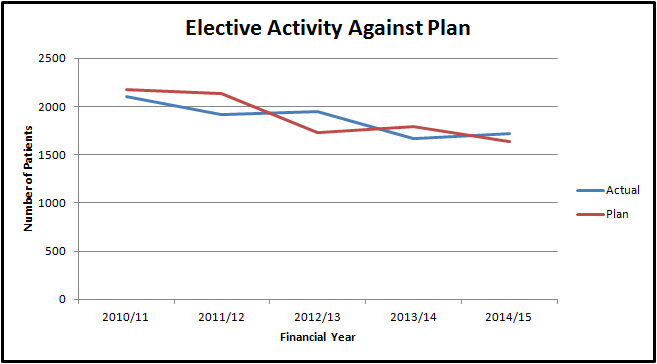 Elective Activity Against Plan
2500
2000
1500
1000
500
0
Number of Patients
2010/11 2011/12 2012/13 2013/14 2014/15
Financial Year
Actual
Plan